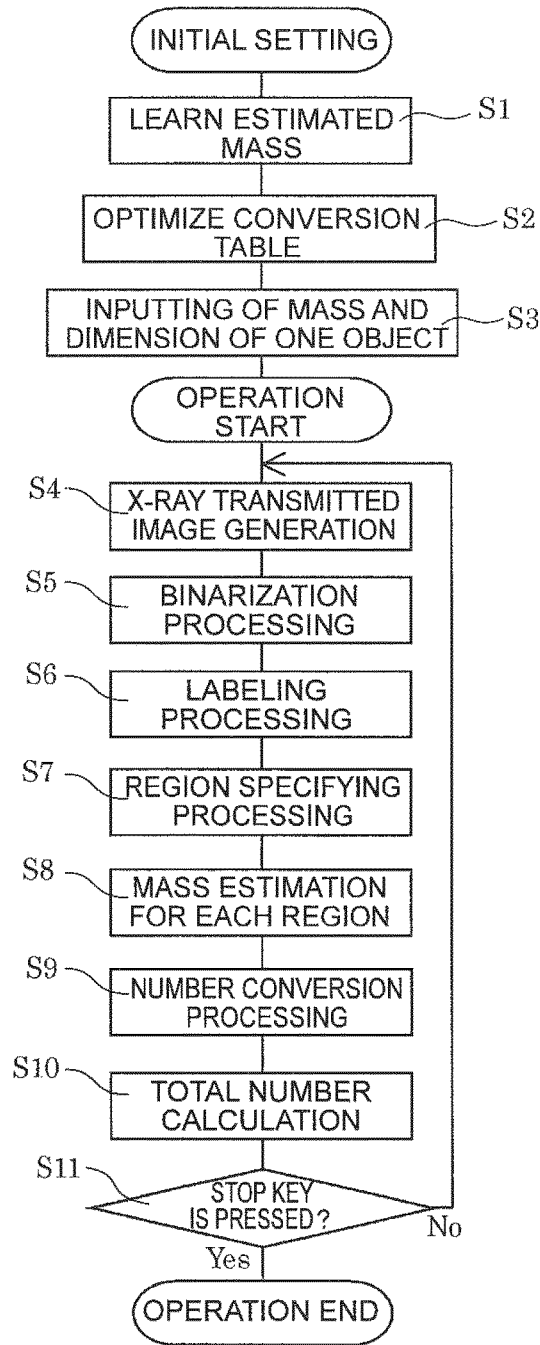 INITIAL SETTING
LEARN ESTIMATED
MASS
S1
OPTIMIZE CONVERSION
TABLE
S2
INPUTTING OF MASS AND
DIMENSION OF ONE OBJECT
S3
OPERATION
START
S4
X-RAY TRANSMITTED
IMAGE GENERATION
S5
BINARIZATION
PROCESSING
S6
LABELING
PROCESSING
S7
REGION SPECIFYING
PROCESSING
S8
MASS ESTIMATION
FOR EACH REGION
S9
NUMBER CONVERSION
PROCESSING
S10
TOTAL NUMBER
CALCULATION
S11
STOP KEY
IS PRESSED?
No
Yes
OPERATION END